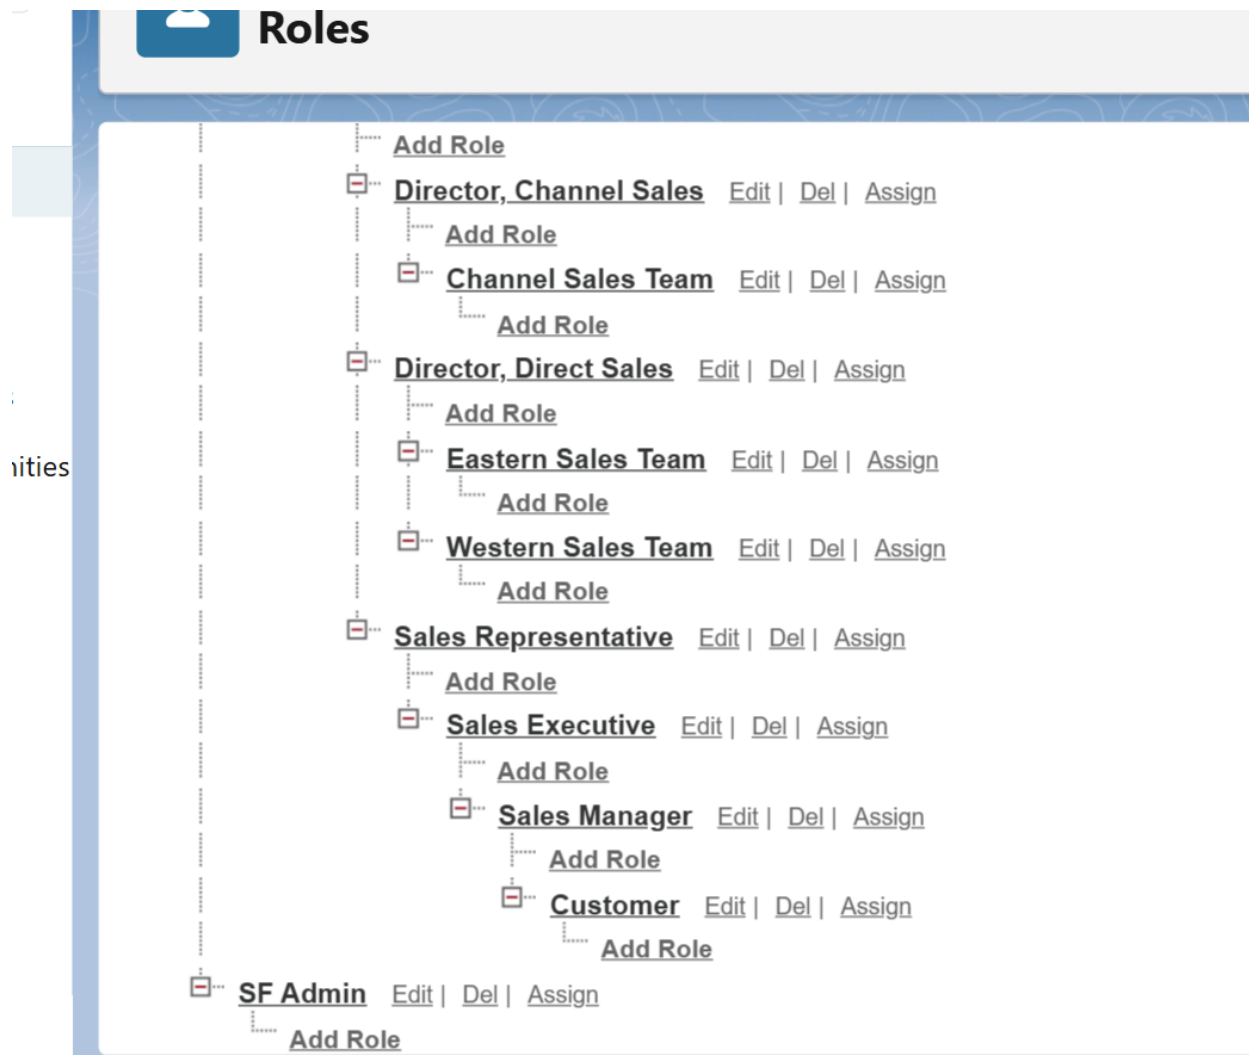 Roles
Add Role
Director, Channel Sales Edit | Del | Assign
Add Role
Channel Sales Team Edit | Del | Assign
Add Role
Director, Direct Sales Edit | Del | Assign
Add Role
Eastern Sales Team Edit | Del | Assign
Add Role
Western Sales Team Edit | Del | Assign
Add Role
nities
Sales Representative Edit | Del | Assign
Add Role
Sales Executive Edit | Del | Assign
Add Role
Sales Manager Edit | Del | Assign
Add Role
Customer Edit | Del | Assign
Add Role
SF Admin Edit | Del | Assign
Add Role